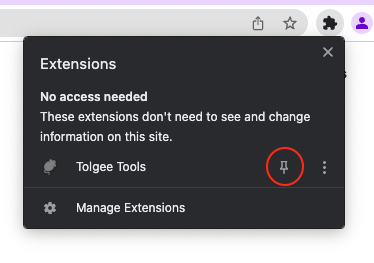 Extensions
No access needed
These extensions don't need to see and change
information on this site.
Tolgee Tools
Manage Extensions